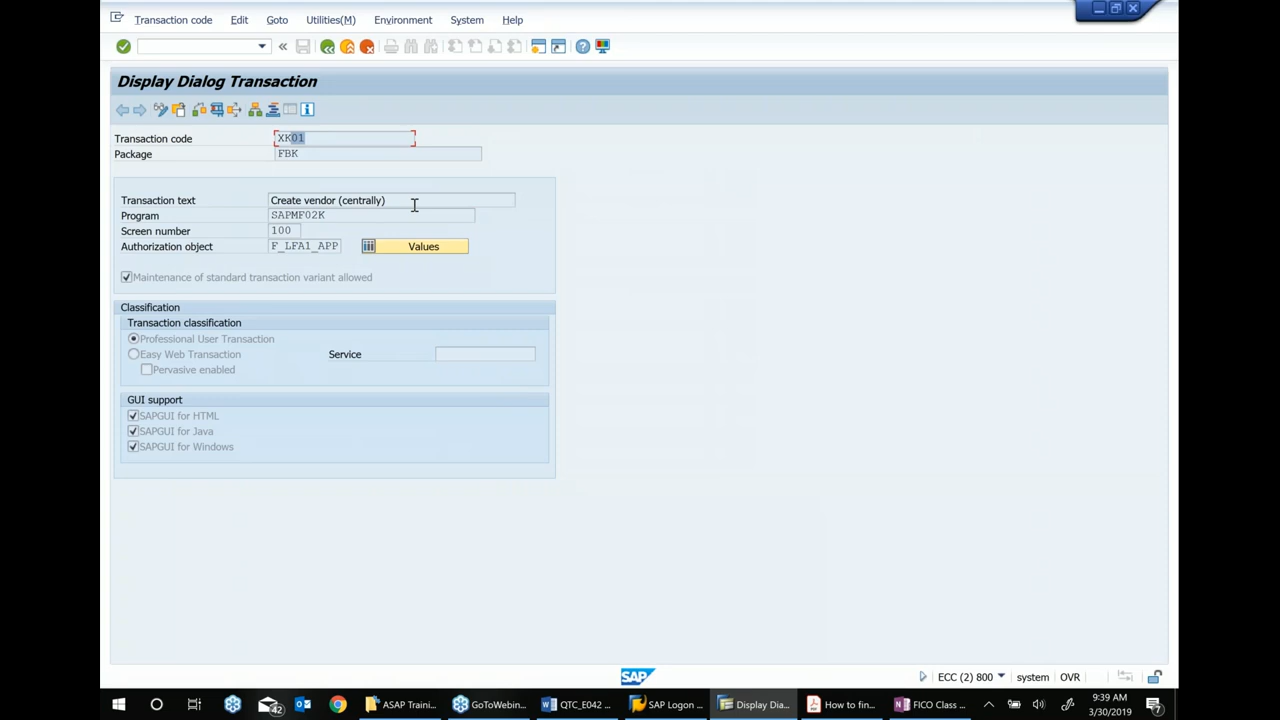 Transcription code Edit Goto Utilities(M) Environment System Help
Display Dialog Transaction
Transaction code XK01
Package FBK
Transaction text Create vendor (centrally)
Program SAPMF02K
Screen number 100
Authorization object F_LFA1_APP Values
Maintenance of standard transaction variant allowed
Classification
Transaction classification
Professional User Transaction
Easy Web Transaction Service
Pervasive enabled
GUI support
SAPGUI for HTML
SAPGUI for Java
SAPGUI for Windows
SAP ECC (2) 800 system OVR
42 ASAP Traini... GoToWebin... QTC_E042 ... SAP Logon ... Display Dia... How to fin... FICO Class ... 9:39 AM
3/30/2019 7